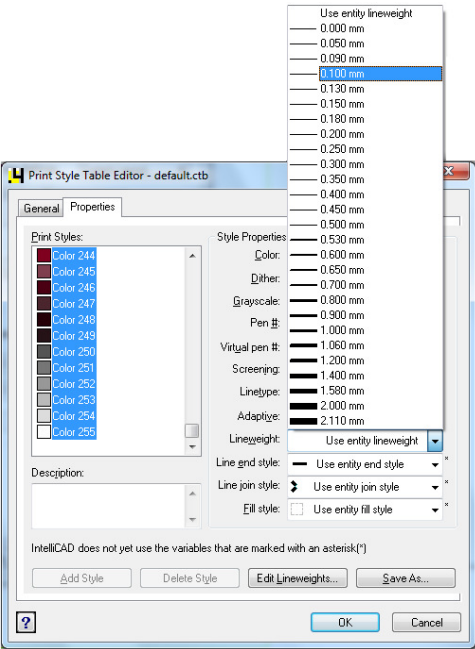 Use entity lineweight
0.000 mm
0.050 mm
0.090 mm
0.100 mm
0.130 mm
0.150 mm
0.180 mm
0.200 mm
0.250 mm
0.300 mm
0.350 mm
0.400 mm
0.450 mm
0.500 mm
0.530 mm
0.600 mm
0.650 mm
0.700 mm
0.800 mm
0.900 mm
1.000 mm
1.060 mm
1.200 mm
1.400 mm
1.580 mm
2.000 mm
2.110 mm
Print Style Table Editor - default.ctb
General Properties
Print Styles:
Color 244
Color 245
Color 246
Color 247
Color 248
Color 249
Color 250
Color 251
Color 252
Color 253
Color 254
Color 255
Description:
Style Properties
Color:
Dither:
Grayscale:
Pen #:
Virtual pen #:
Screening:
Linetype:
Adaptive:
Lineweight: Use entity lineweight
Line end style: Use entity end style *
Line join style: Use entity join style *
Fill style: Use entity fill style *
IntelliCAD does not yet use the variables that are marked with an asterisk(*)
Add Style Delete Style Edit Lineweights... Save As...
? OK Cancel